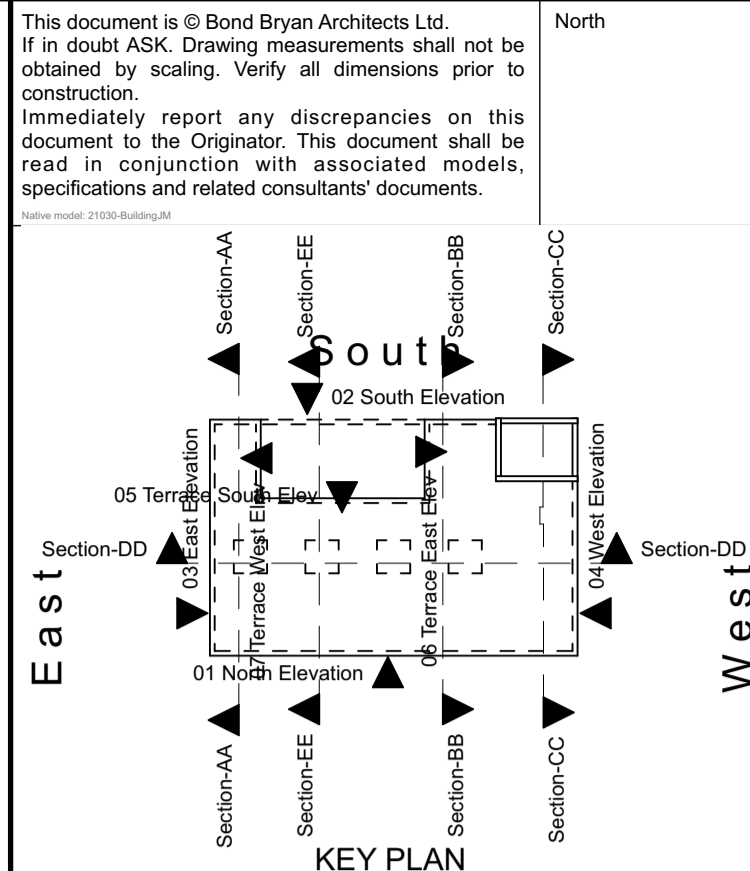 This document is © Bond Bryan Architects Ltd.
If in doubt ASK. Drawing measurements shall not be
obtained by scaling. Verify all dimensions prior to
construction.
Immediately report any discrepancies on this
document to the Originator. This document shall be
read in conjunction with associated models,
specifications and related consultants' documents.
Native model: 21030-BuildingJM
North
Section-AA
Section-EE
Section-BB
Section-CC
South
02 South Elevation
03 East Elevation
05 Terrace South Elev
07 Terrace West Elev
06 Terrace East Elev
04 West Elevation
Section-DD
Section-DD
East
West
01 North Elevation
Section-AA
Section-EE
Section-BB
Section-CC
KEY PLAN